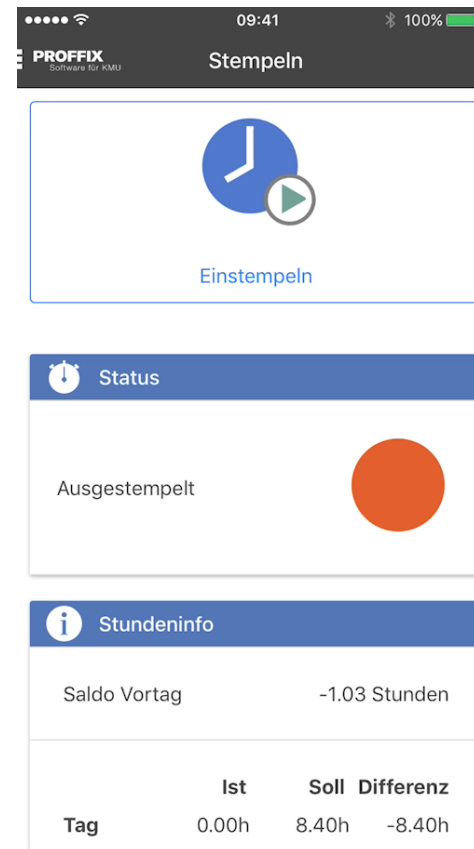 09:41 100%
PROFFIX
Software für KMU
Stempeln
Einstempeln
Status
Ausgestempelt
Stundeninfo
Saldo Vortag -1.03 Stunden
Ist Soll Differenz
Tag 0.00h 8.40h -8.40h